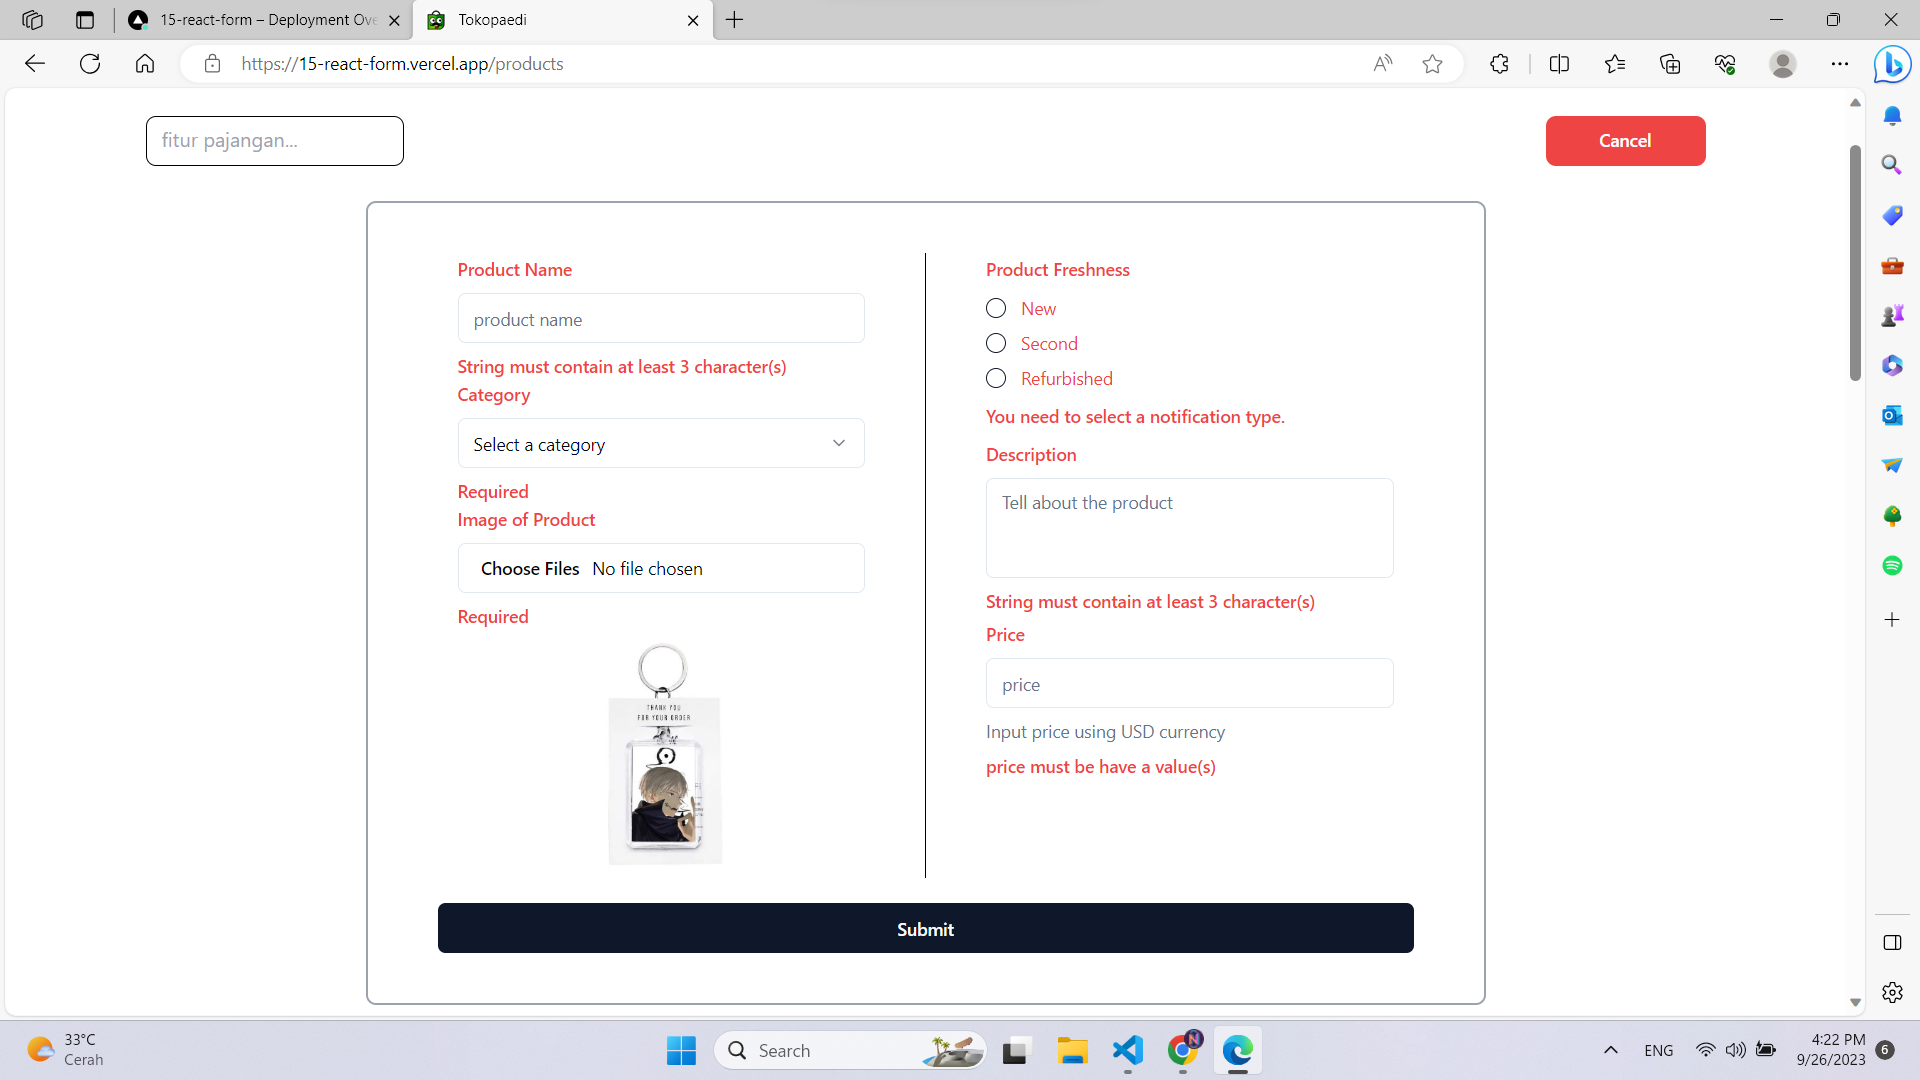 15-react-form – Deployment Ove
Tokopaedi
https://15-react-form.vercel.app/products
fitur pajangan...
Cancel
Product Name
product name
String must contain at least 3 character(s)
Category
Select a category
Required
Image of Product
Choose Files No file chosen
Required
THANK YOU
FOR YOUR ORDER
Product Freshness
New
Second
Refurbished
You need to select a notification type.
Description
Tell about the product
String must contain at least 3 character(s)
Price
price
Input price using USD currency
price must be have a value(s)
Submit
33°C
Cerah
Search
N
ENG
4:22 PM
9/26/2023
6